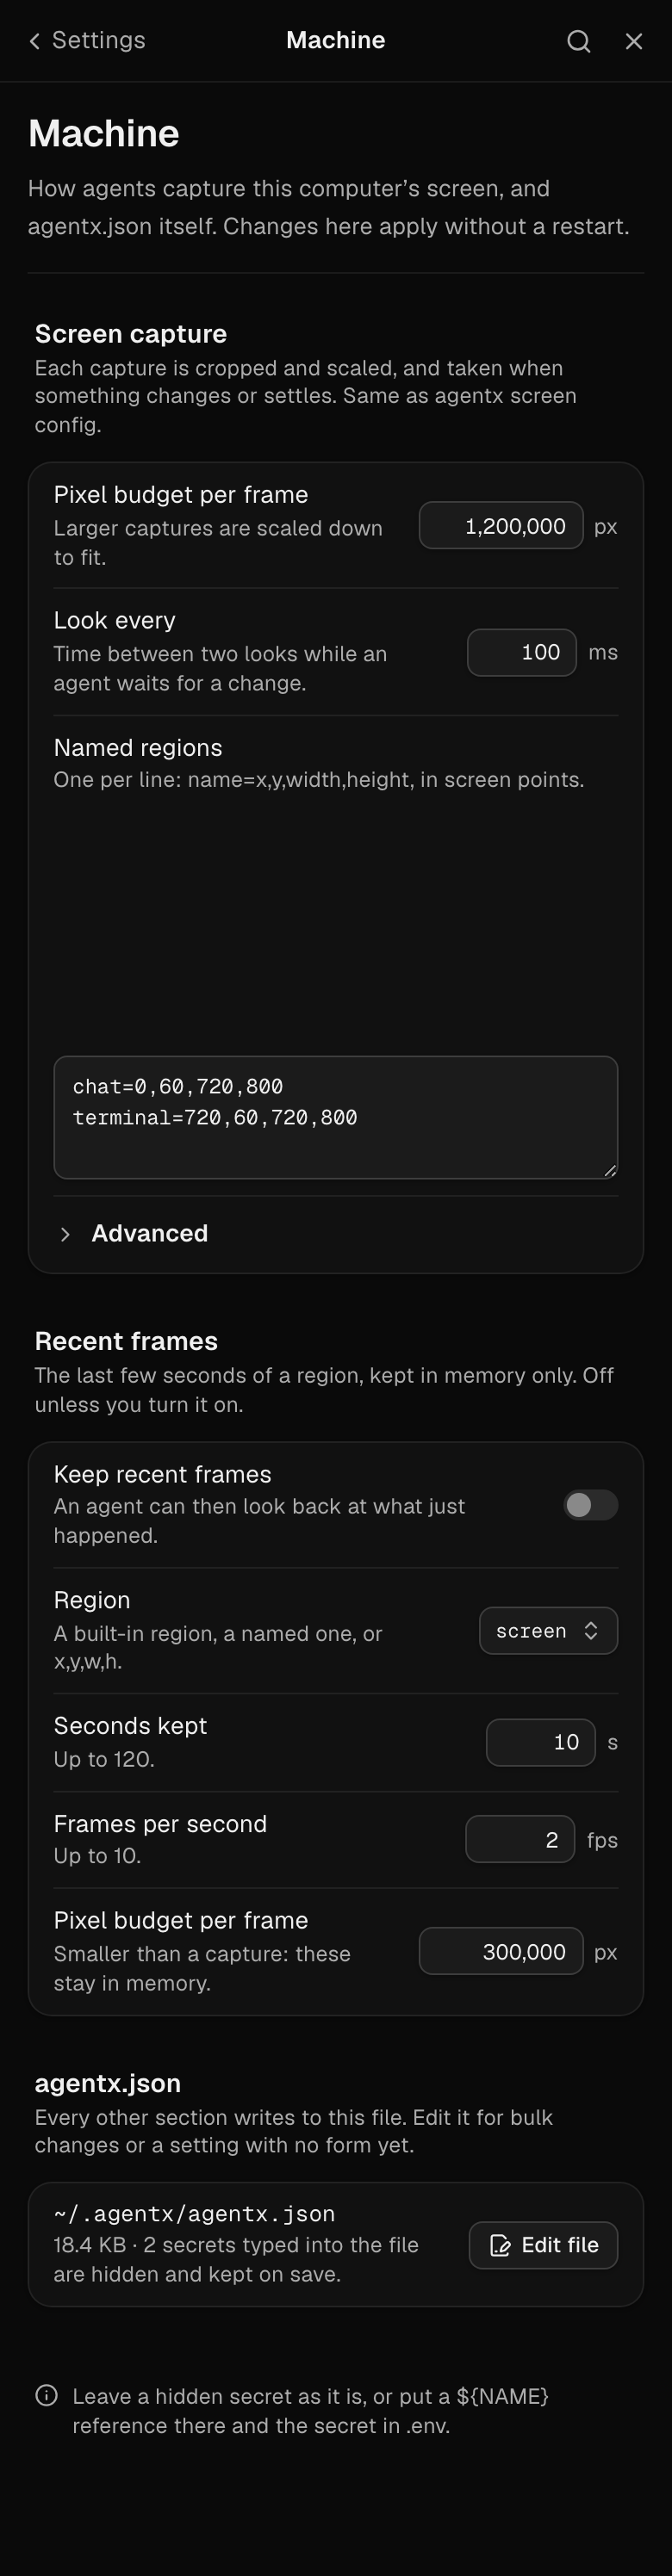 Settings
Machine
Machine
How agents capture this computer’s screen, and
agentx.json itself. Changes here apply without a restart.
Screen capture
Each capture is cropped and scaled, and taken when
something changes or settles. Same as agentx screen
config.
Pixel budget per frame
Larger captures are scaled down
to fit.
1,200,000 px
Look every
Time between two looks while an
agent waits for a change.
100 ms
Named regions
One per line: name=x,y,width,height, in screen points.
chat=0,60,720,800
terminal=720,60,720,800
Advanced
Recent frames
The last few seconds of a region, kept in memory only. Off
unless you turn it on.
Keep recent frames
An agent can then look back at what just
happened.
Region
A built-in region, a named one, or
x,y,w,h.
screen
Seconds kept
Up to 120.
10 s
Frames per second
Up to 10.
2 fps
Pixel budget per frame
Smaller than a capture: these
stay in memory.
300,000 px
agentx.json
Every other section writes to this file. Edit it for bulk
changes or a setting with no form yet.
~/.agentx/agentx.json
18.4 KB · 2 secrets typed into the file
are hidden and kept on save.
Edit file
Leave a hidden secret as it is, or put a ${NAME}
reference there and the secret in .env.